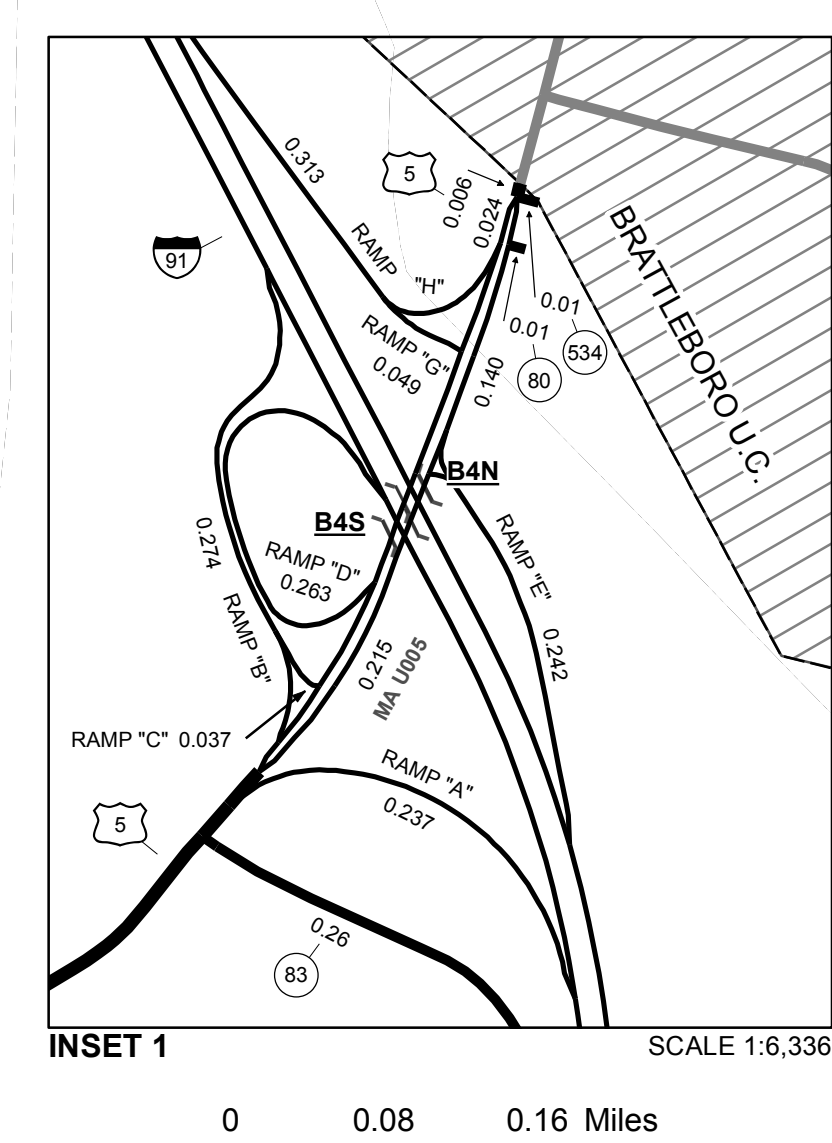 0.313
5
0.006
0.024
91
RAMP "H"
0.01
534
0.01
80
BRATTLEBORO U.C.
RAMP "G"
0.049
0.140
B4N
B4S
0.274
RAMP "D"
0.263
RAMP "E"
0.242
RAMP "B"
0.215
MA U005
RAMP "C" 0.037
RAMP "A"
0.237
5
0.26
83
INSET 1
SCALE 1:6,336
0 0.08 0.16 Miles